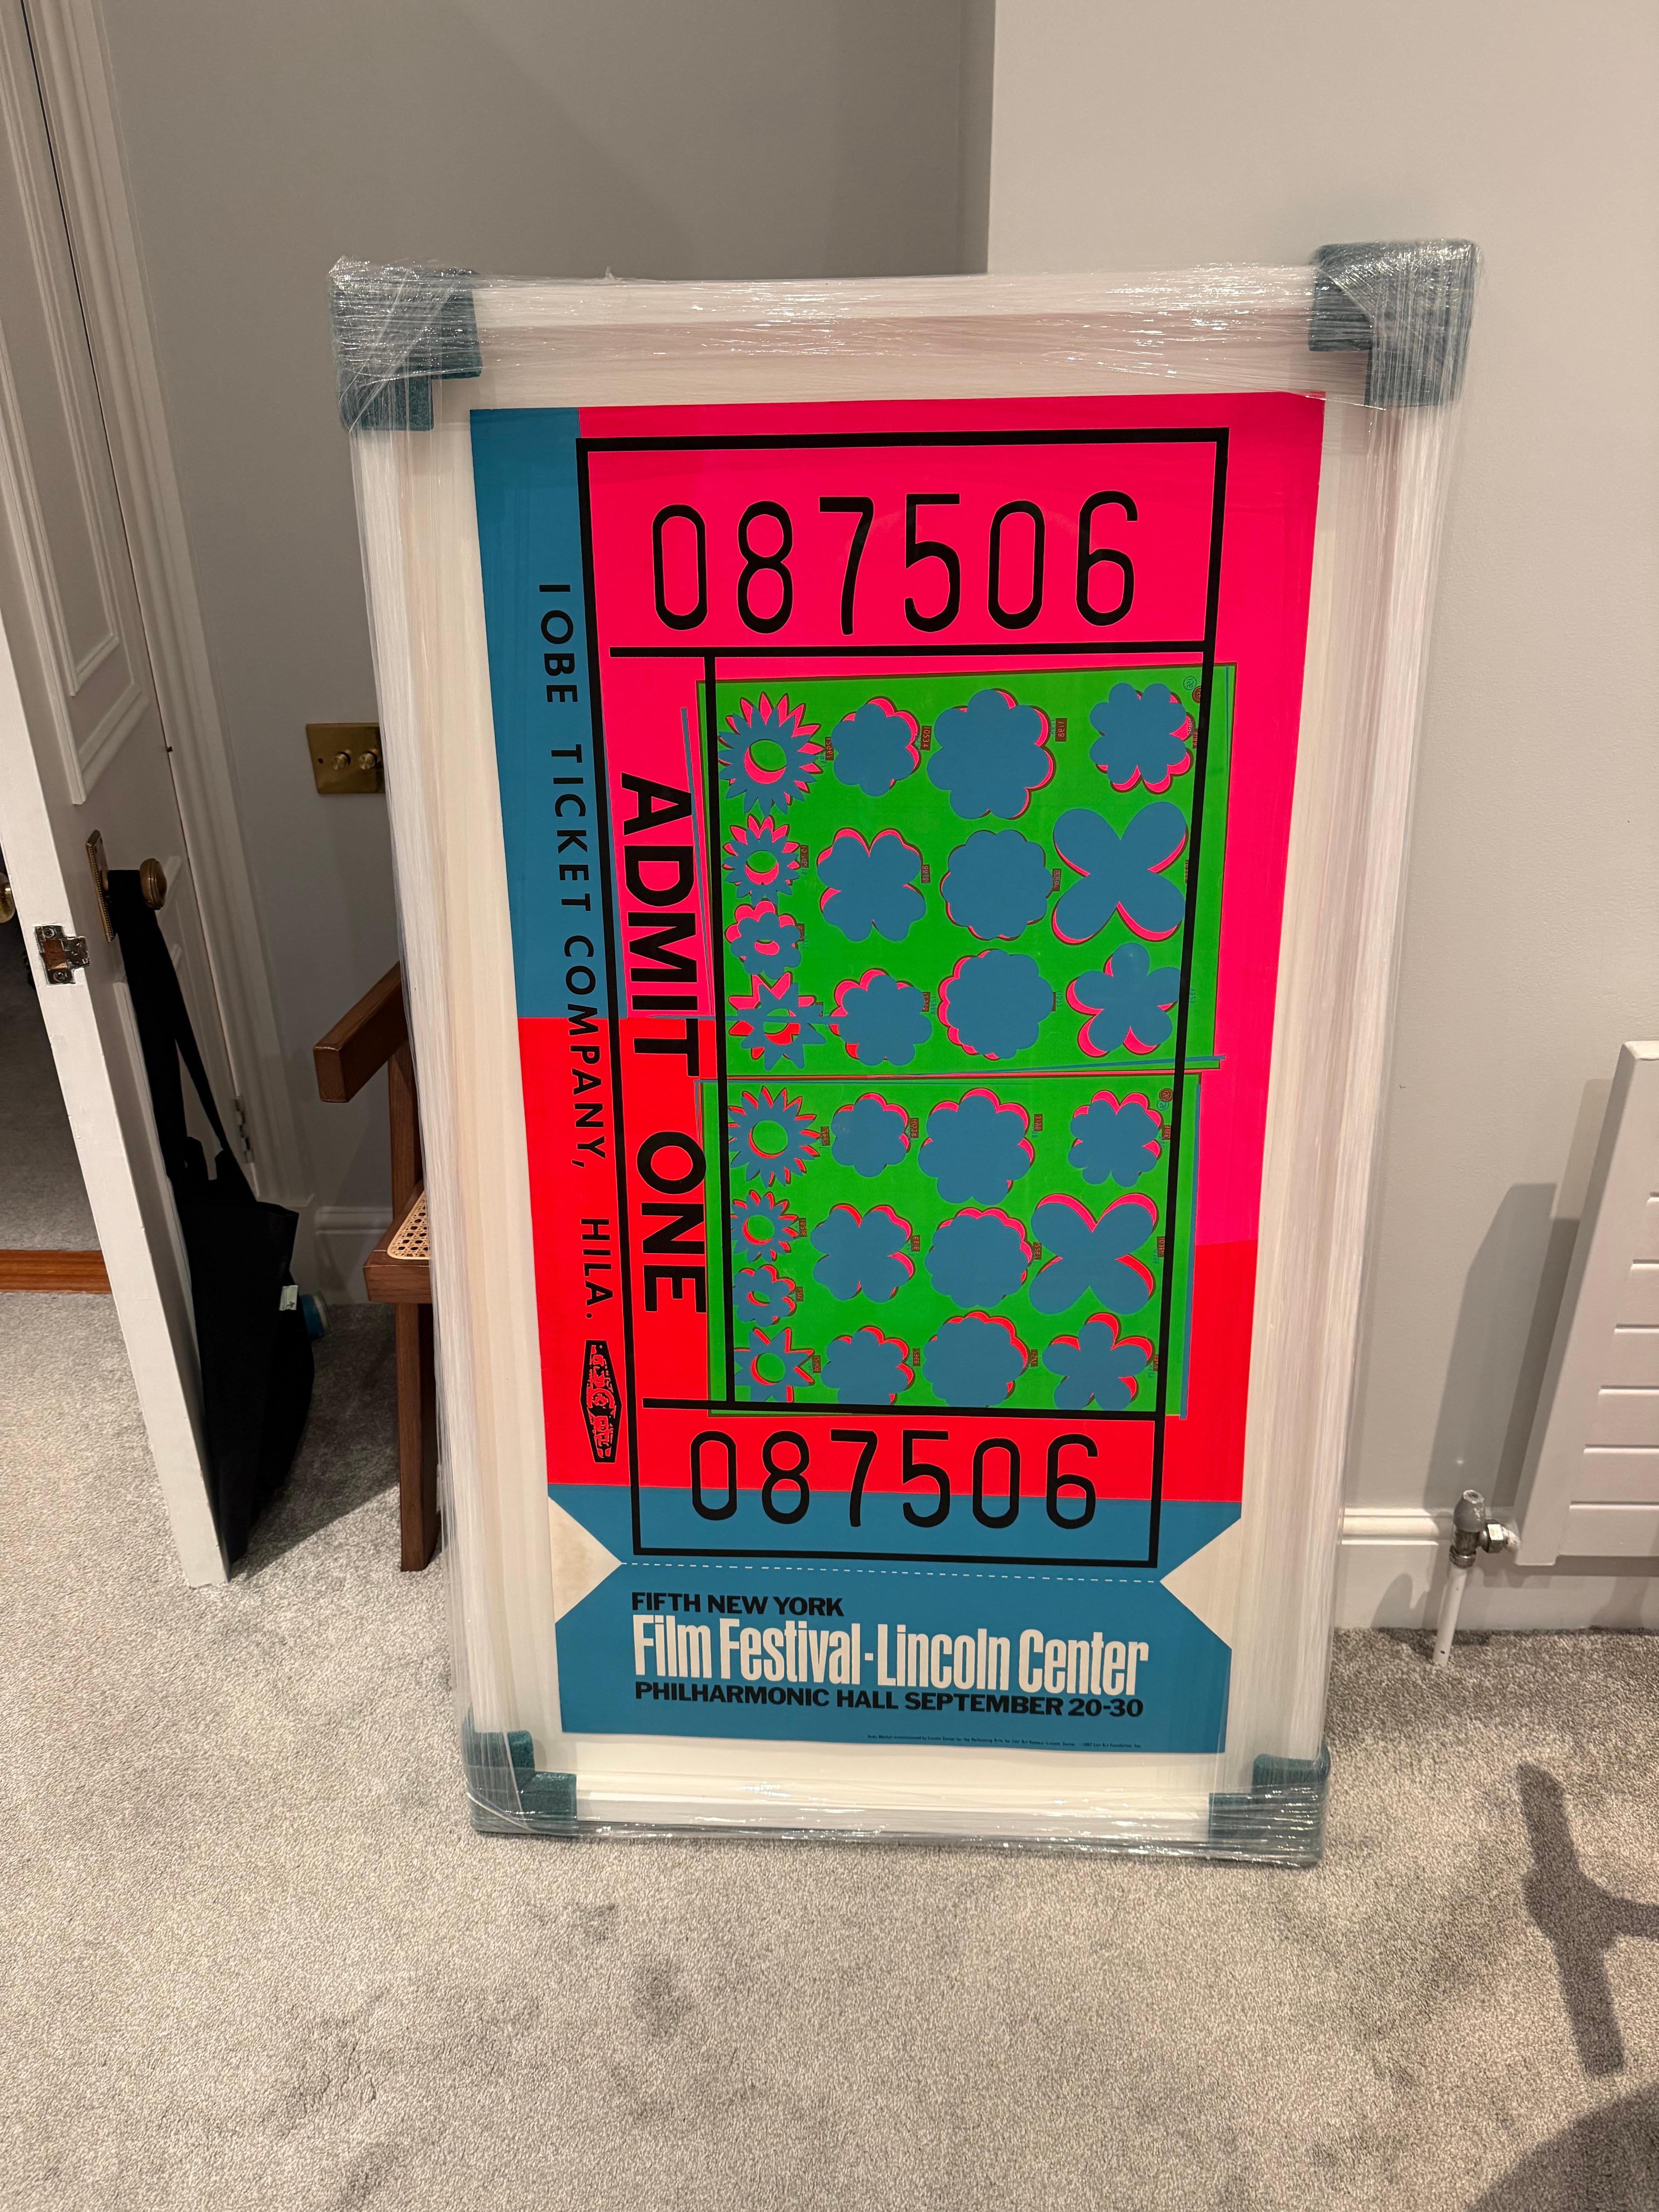 087506
IOBE TICKET COMPANY, HILA.
ADMIT ONE
087506
FIFTH NEW YORK
Film Festival-Lincoln Center
PHILHARMONIC HALL SEPTEMBER 20-30